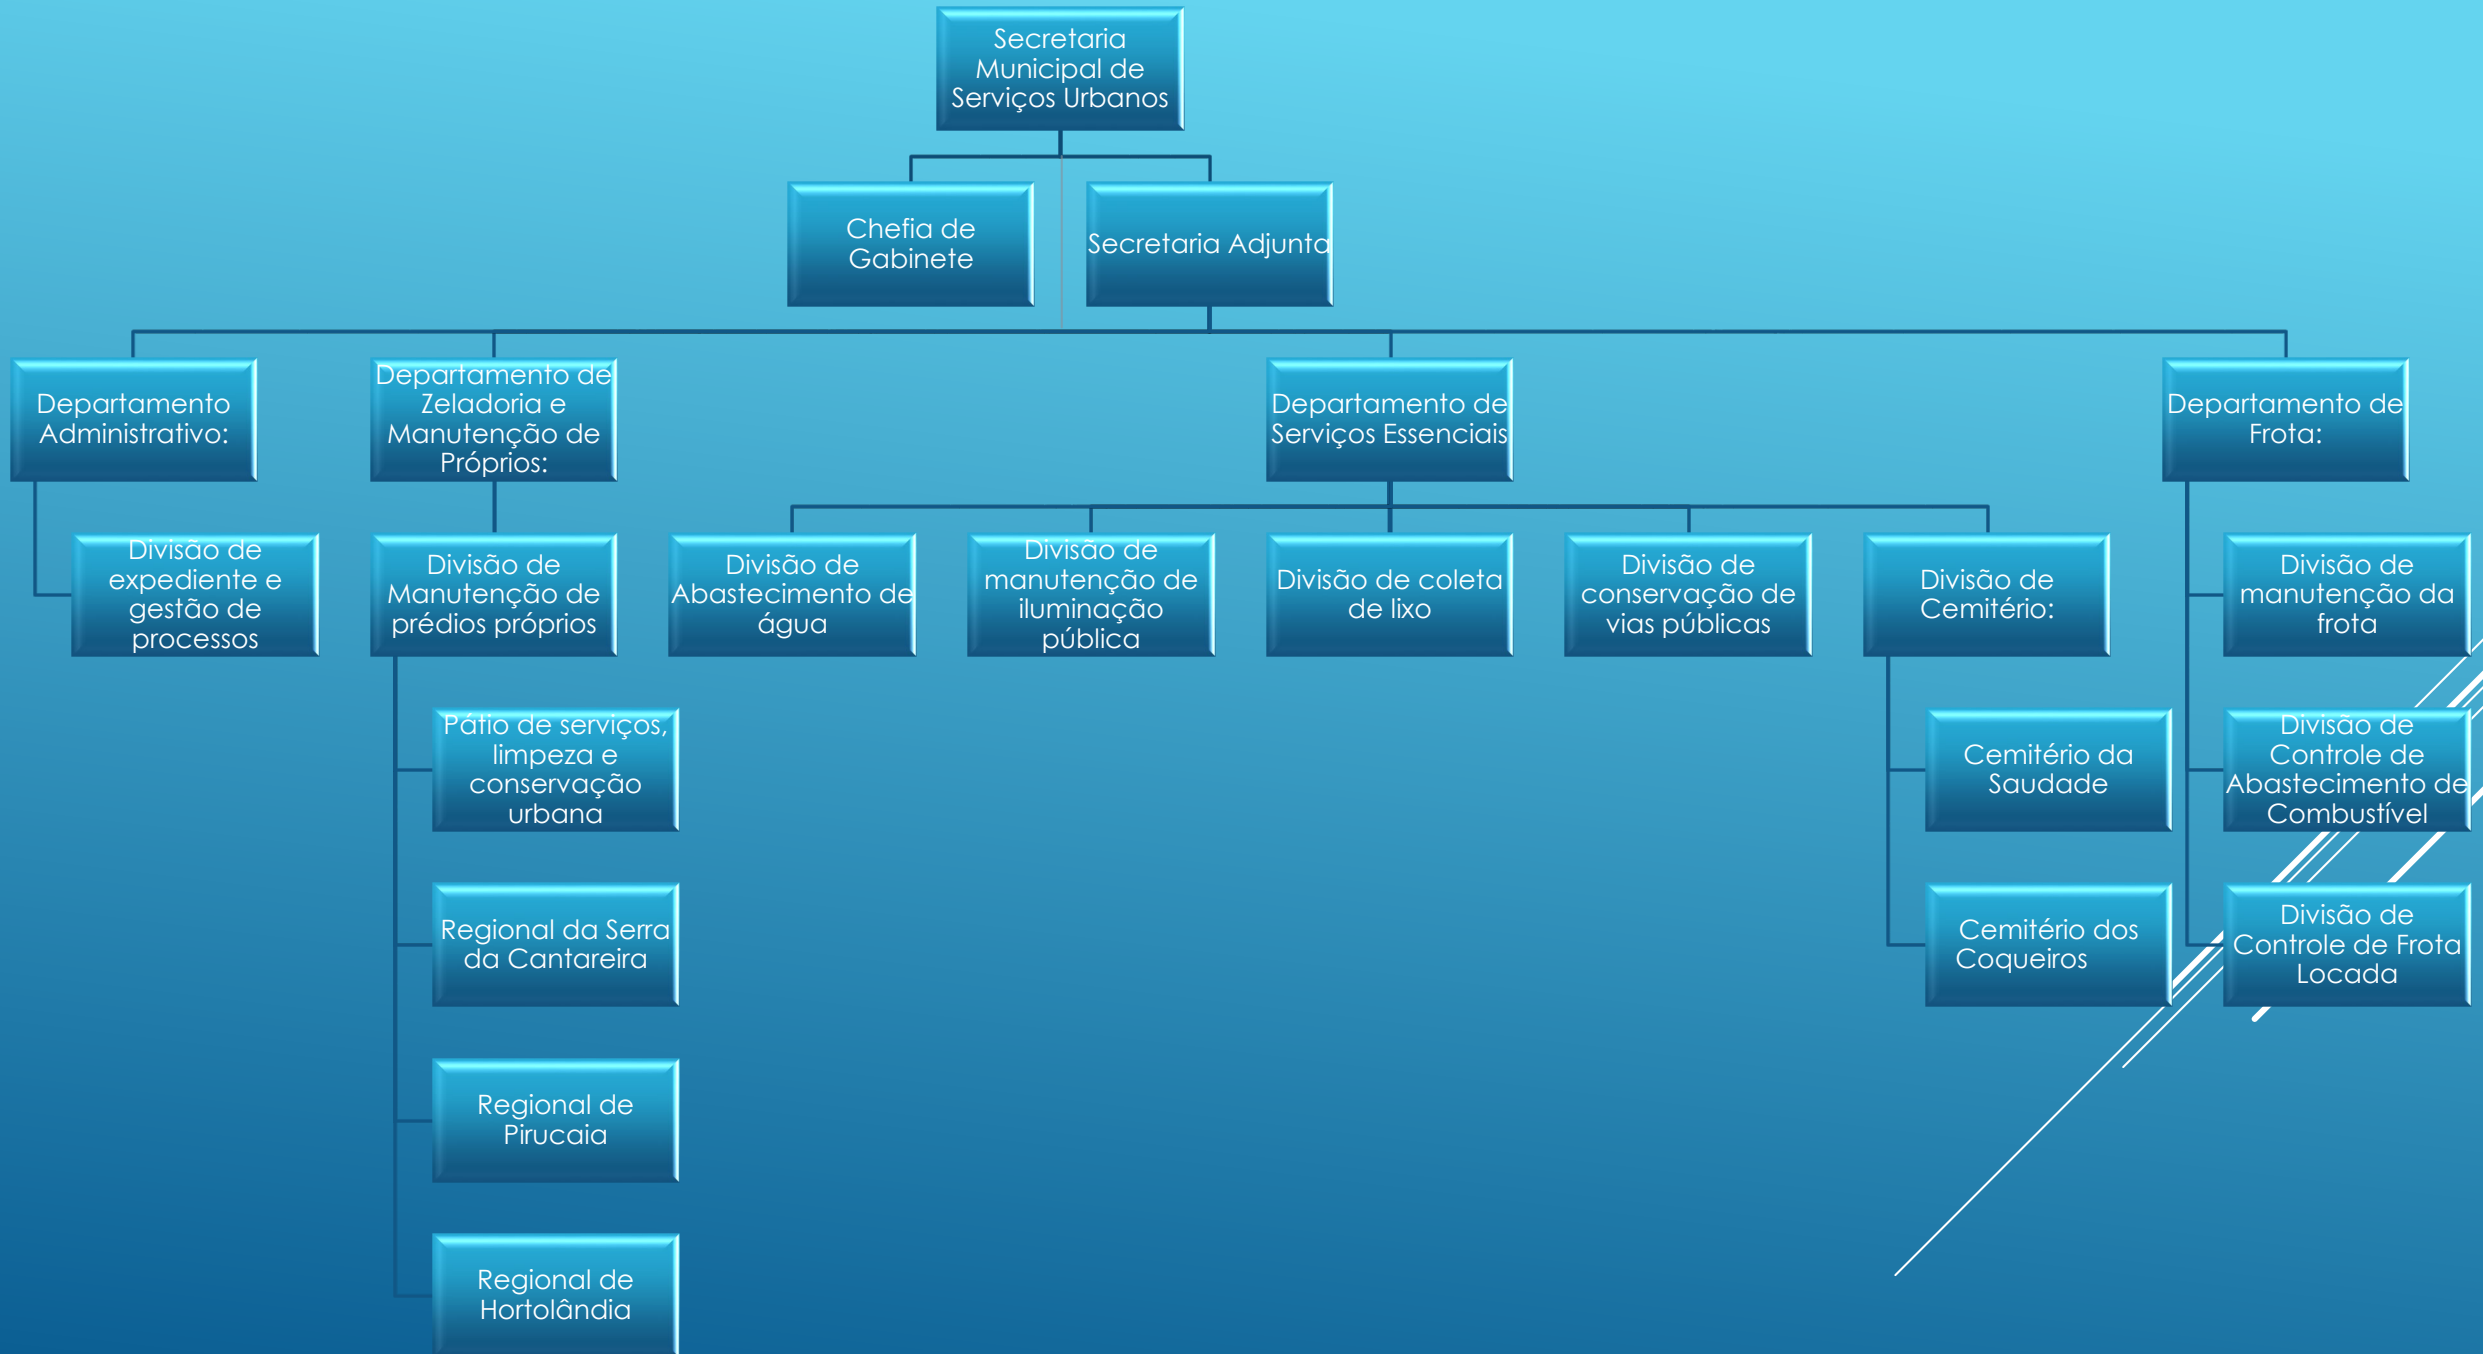 Secretaria
Municipal de
Serviços Urbanos
Chefia de
Gabinete
Secretaria Adjunta
Departamento
Administrativo:
Departamento de
Zeladoria e
Manutenção de
Próprios:
Departamento de
Serviços Essenciais
Departamento de
Frota:
Divisão de
expediente e
gestão de
processos
Divisão de
Manutenção de
prédios próprios
Divisão de
Abastecimento de
água
Divisão de
manutenção de
iluminação
pública
Divisão de coleta
de lixo
Divisão de
conservação de
vias públicas
Divisão de
Cemitério:
Divisão de
manutenção da
frota
Pátio de serviços,
limpeza e
conservação
urbana
Cemitério da
Saudade
Divisão de
Controle de
Abastecimento de
Combustível
Regional da Serra
da Cantareira
Cemitério dos
Coqueiros
Divisão de
Controle de Frota
Locada
Regional de
Pirucaia
Regional de
Hortolândia